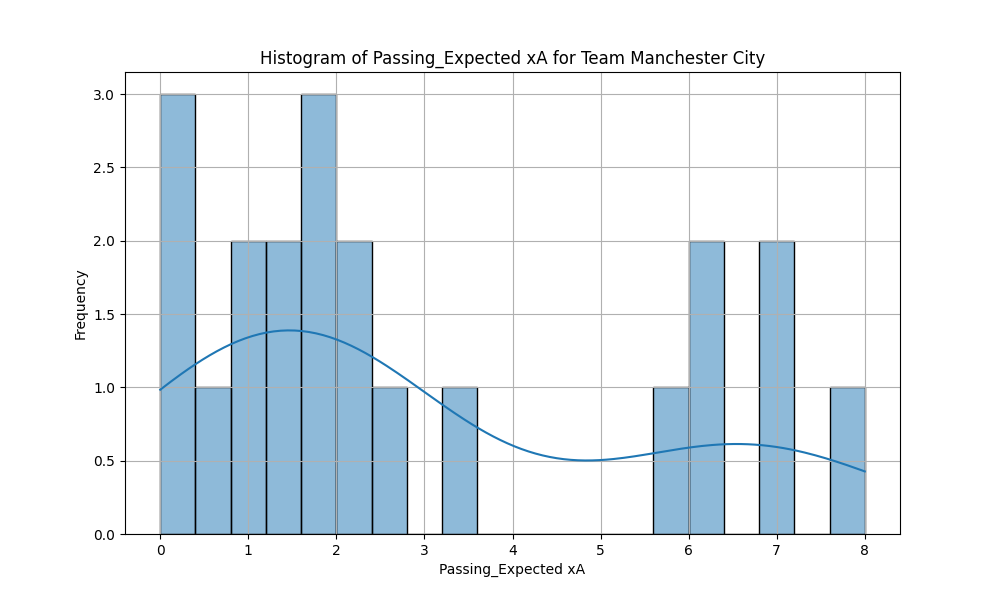 Histogram of Passing_Expected xA for Team Manchester City
3.0
2.5
2.0
1.5
1.0
0.5
0.0
Frequency
0 1 2 3 4 5 6 7 8
Passing_Expected xA